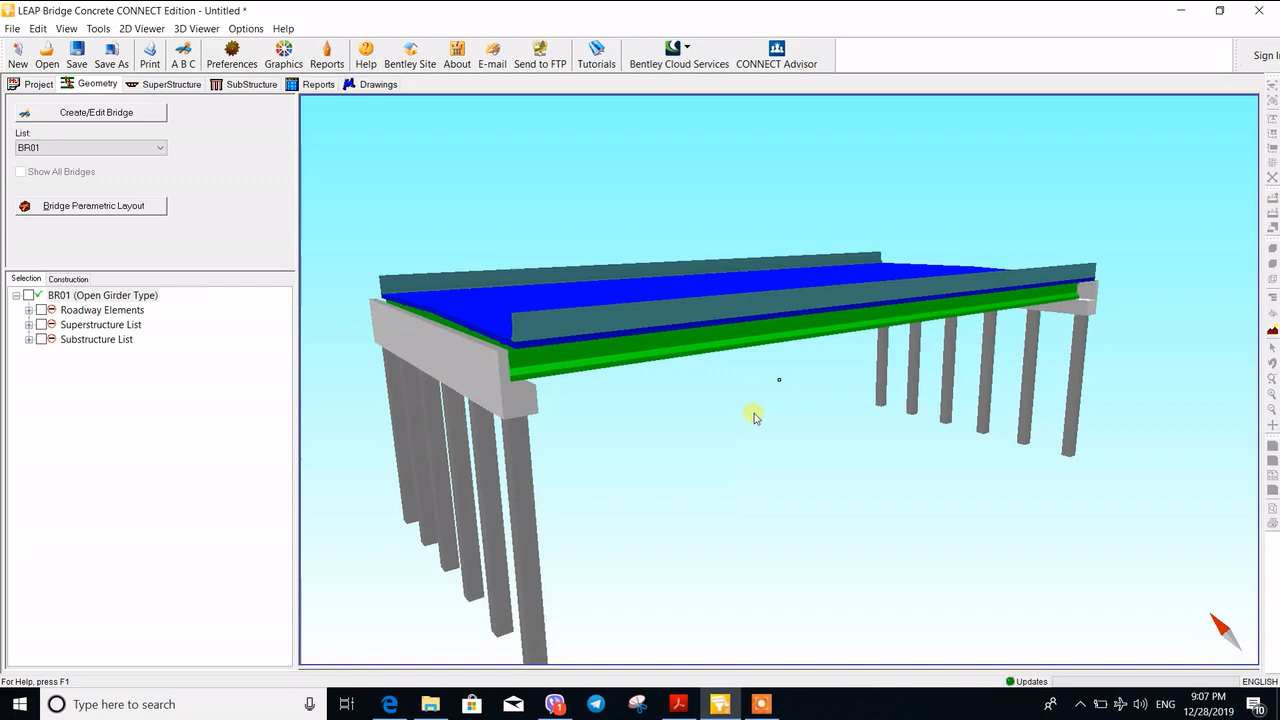 LEAP Bridge Concrete CONNECT Edition - Untitled *
File Edit View Tools 2D Viewer 3D Viewer Options Help
New Open Save Save As Print A B C Preferences Graphics Reports Help Bentley Site About E-mail Send to FTP Tutorials Bentley Cloud Services CONNECT Advisor Sign I
Project Geometry SuperStructure SubStructure Reports Drawings
Create/Edit Bridge
List:
BR01
Show All Bridges
Bridge Parametric Layout
Selection Construction
BR01 (Open Girder Type)
Roadway Elements
Superstructure List
Substructure List
For Help, press F1
Updates
ENGLISH
Type here to search
ENG
9:07 PM
12/28/2019
10